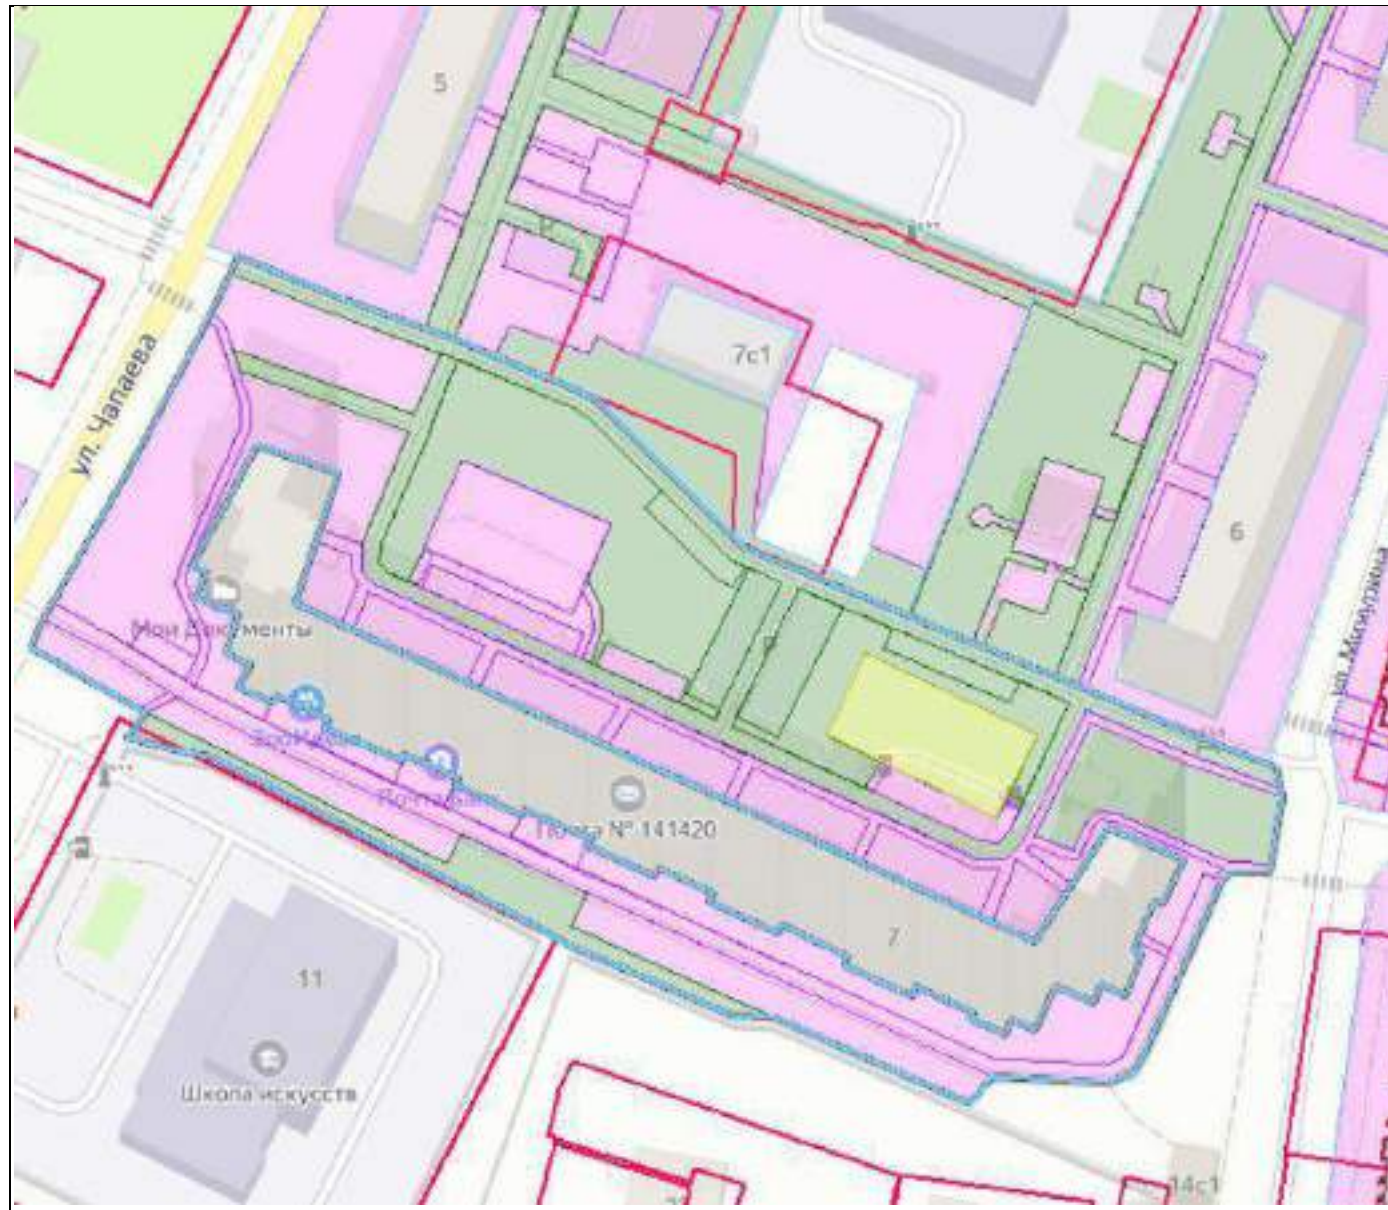 5
7с1
ул. Чапаева
6
Мои Документы
Почта № 141420
7
11
Школа искусств
14с1